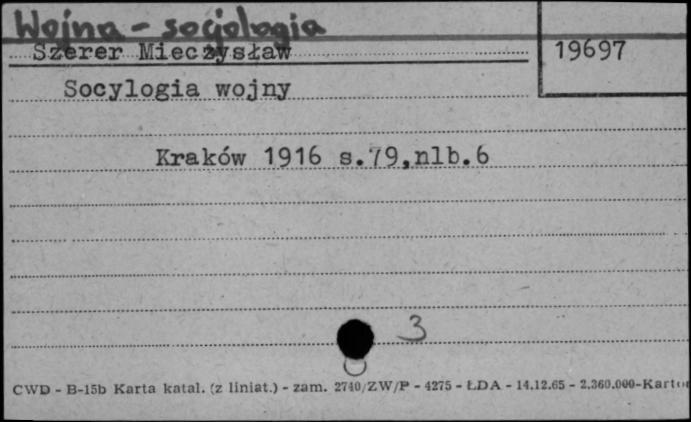 Wojna - socjologia
Szerer Mieczysław
19697
Socylogia wojny
Kraków 1916 s.79,nlb.6
3
CWD - B-15b Karta katal. (z liniat.) - zam. 2740/ZW/P - 4275 - ŁDA - 14.12.65 - 2.360.000-Karton